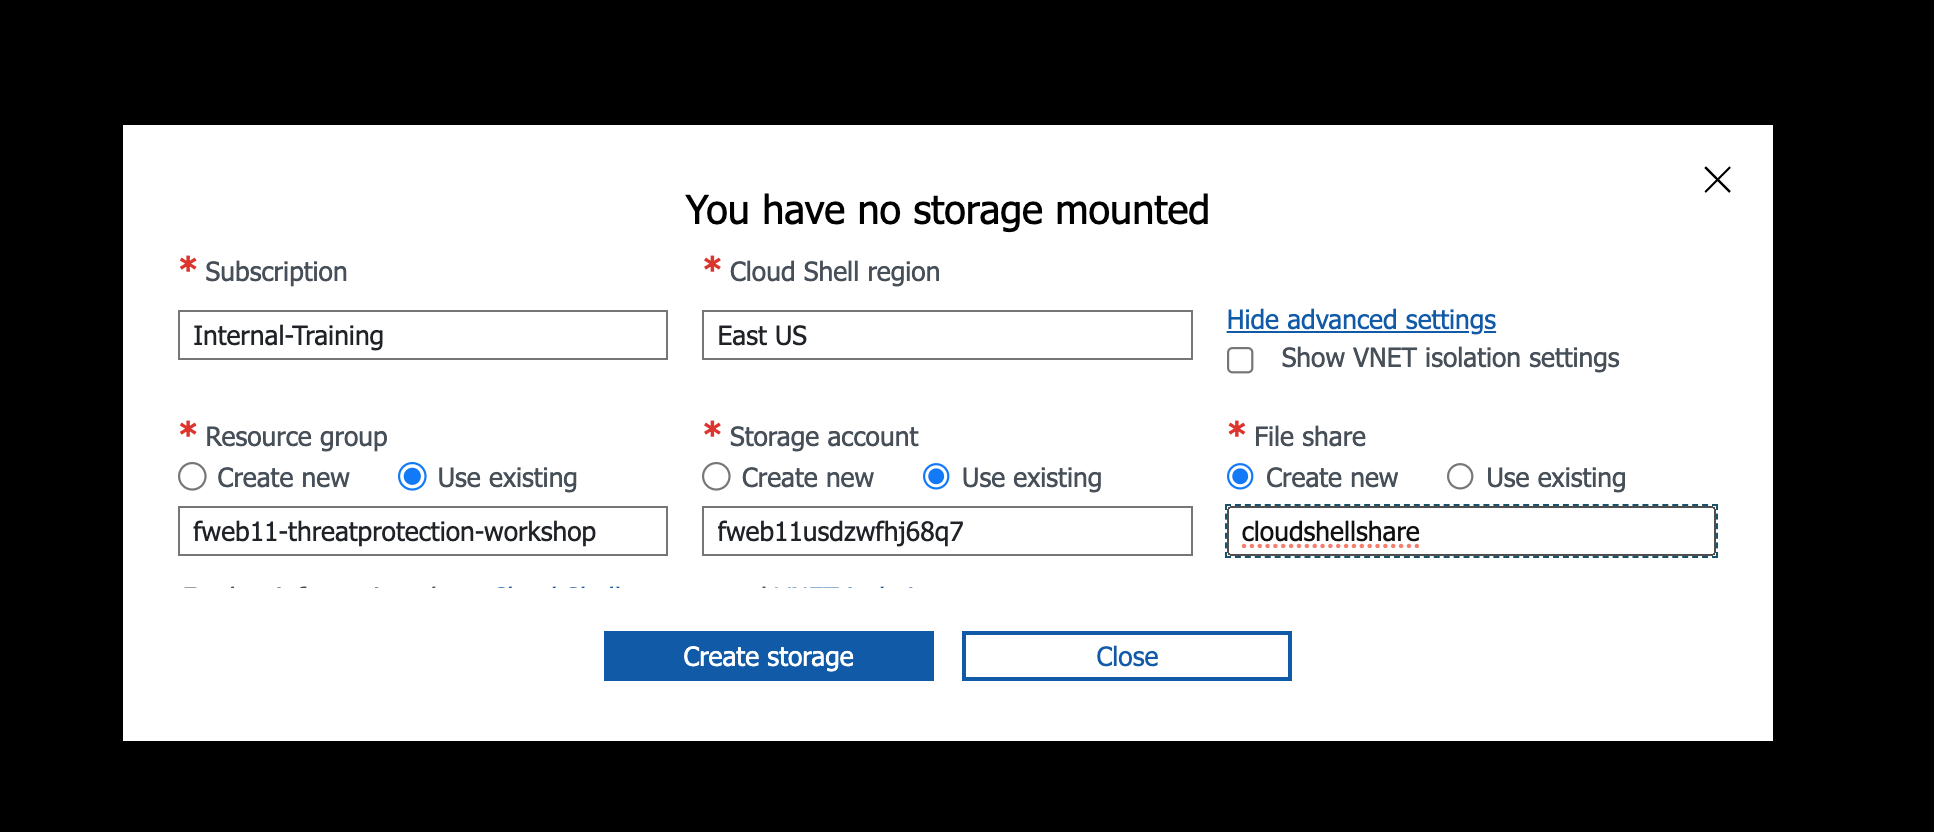 You have no storage mounted
* Subscription
* Cloud Shell region
Internal-Training
East US
Hide advanced settings
Show VNET isolation settings
* Resource group
* Storage account
* File share
Create new Use existing
Create new Use existing
Create new Use existing
fweb11-threatprotection-workshop
fweb11usdzwfhj68q7
cloudshellshare
Create storage
Close